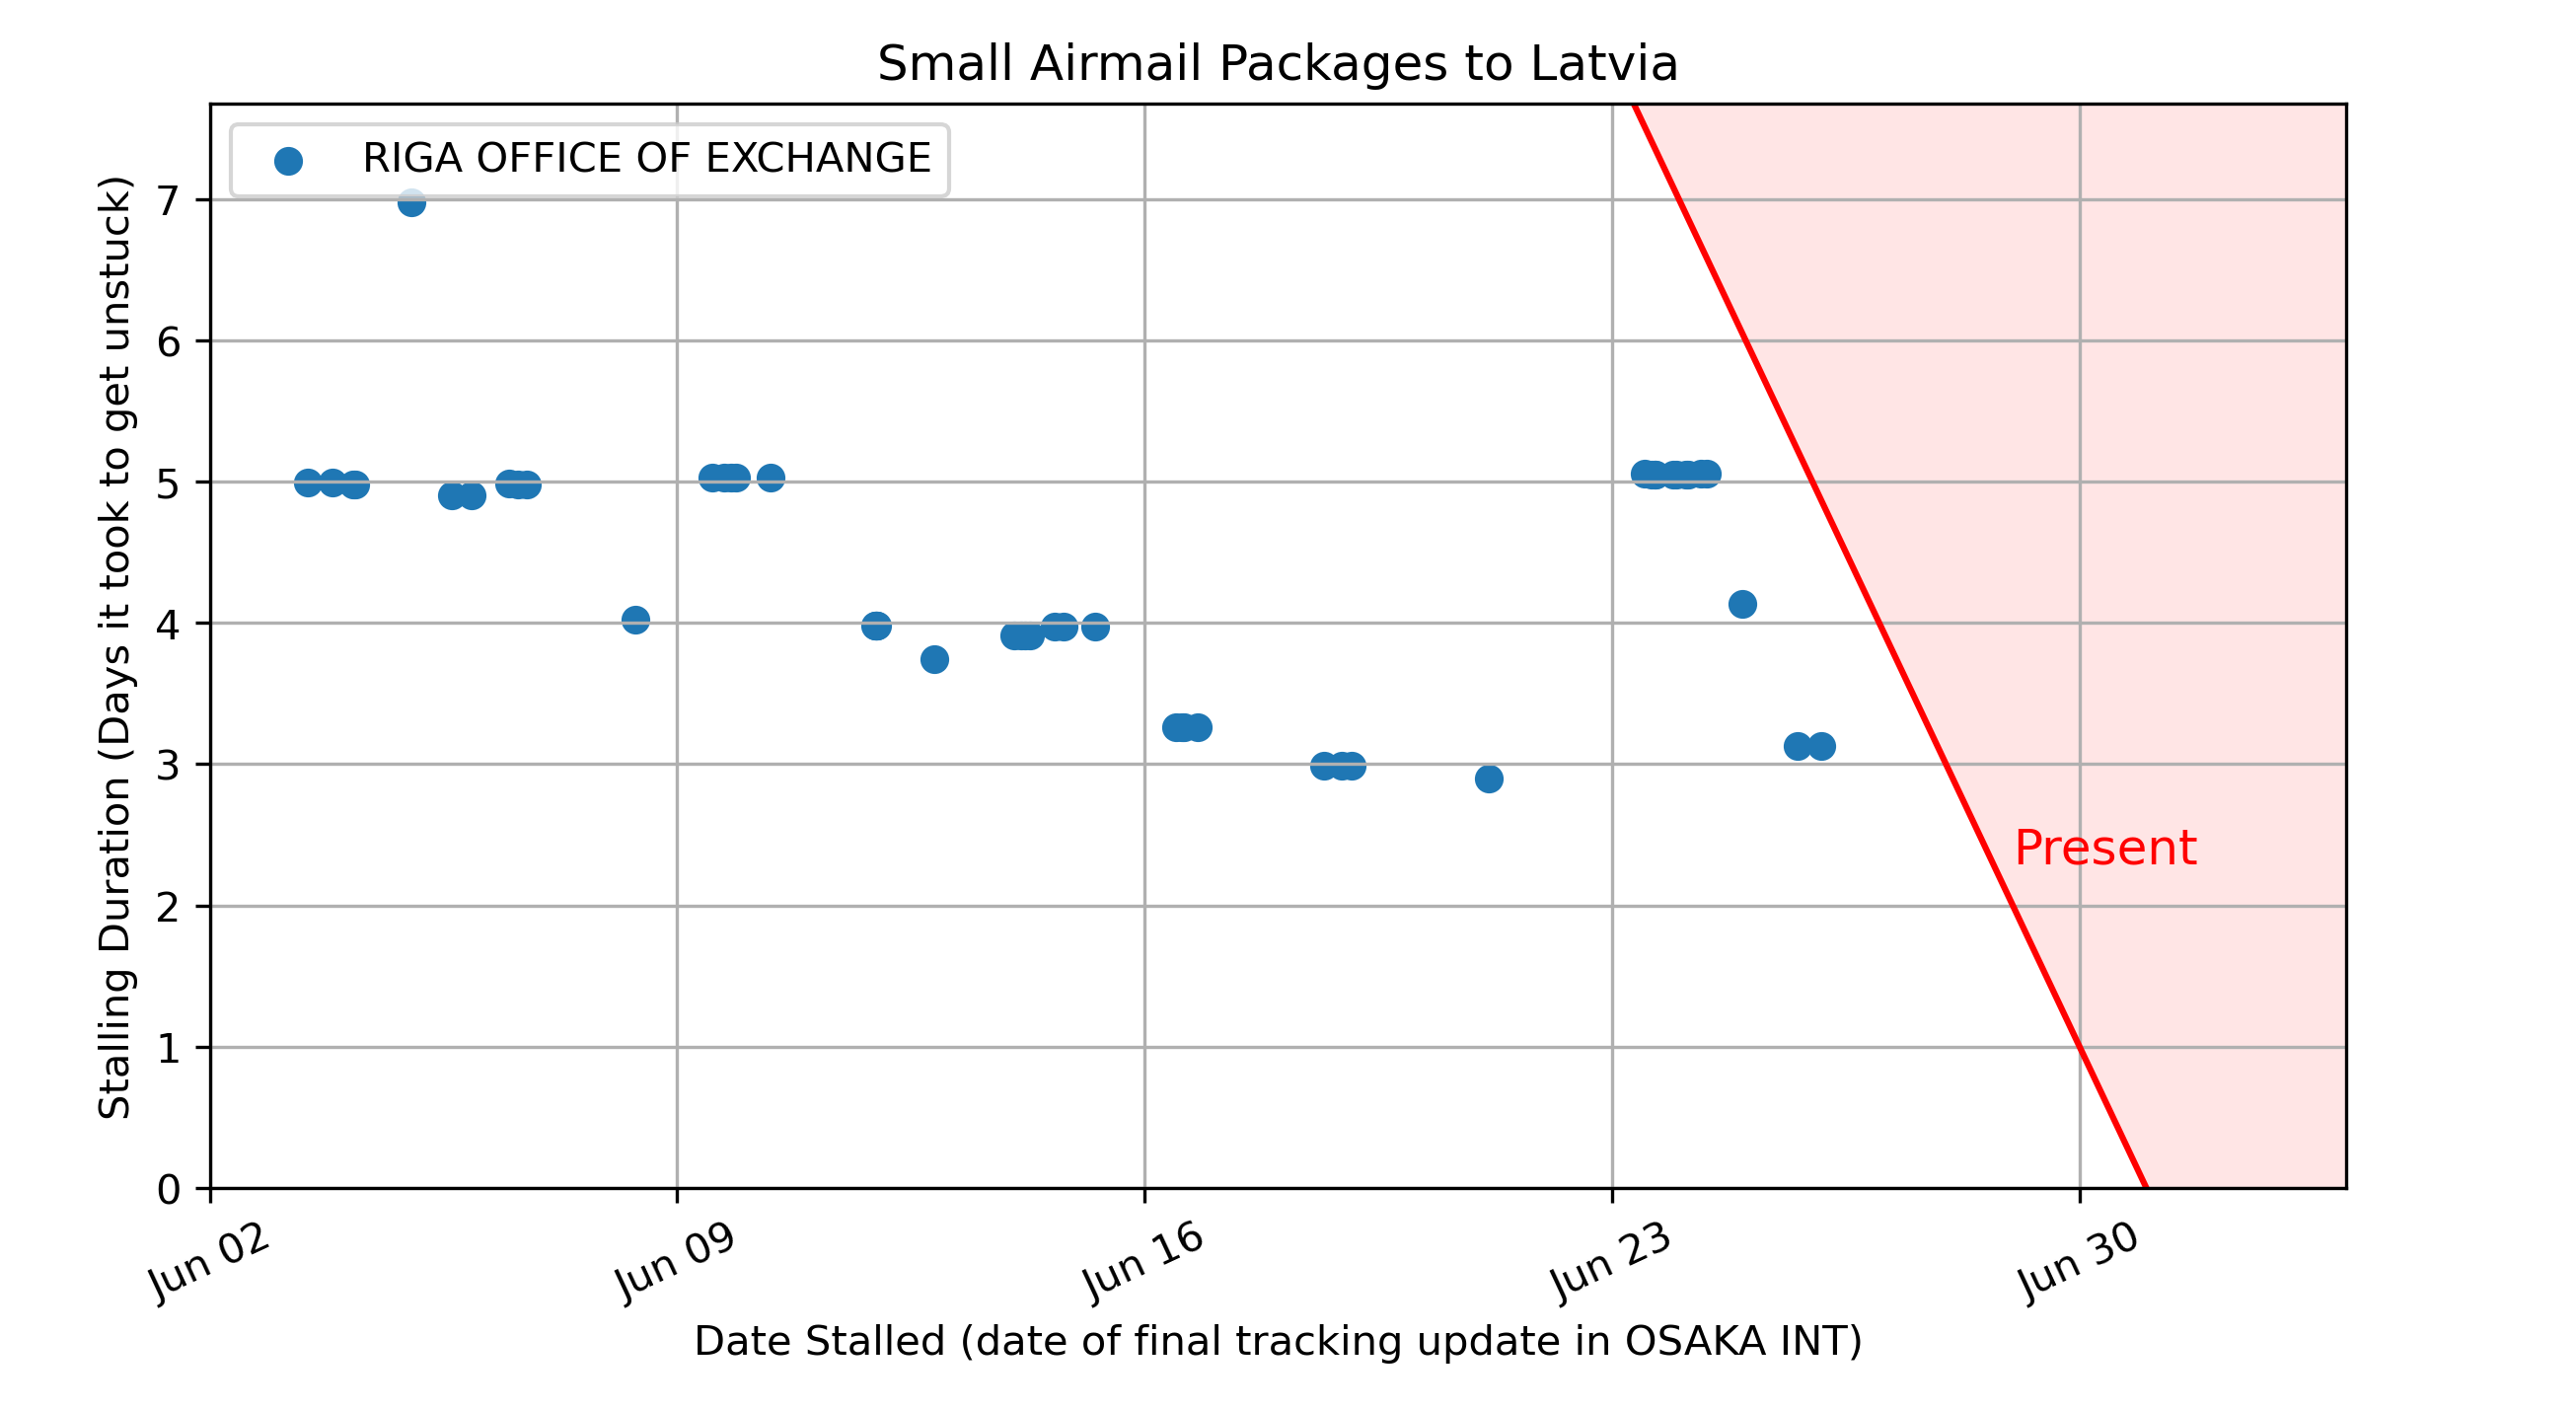 Small Airmail Packages to Latvia
RIGA OFFICE OF EXCHANGE
Stalling Duration (Days it took to get unstuck)
7
6
5
4
3
2
1
0
Present
Jun 02
Jun 09
Jun 16
Jun 23
Jun 30
Date Stalled (date of final tracking update in OSAKA INT)